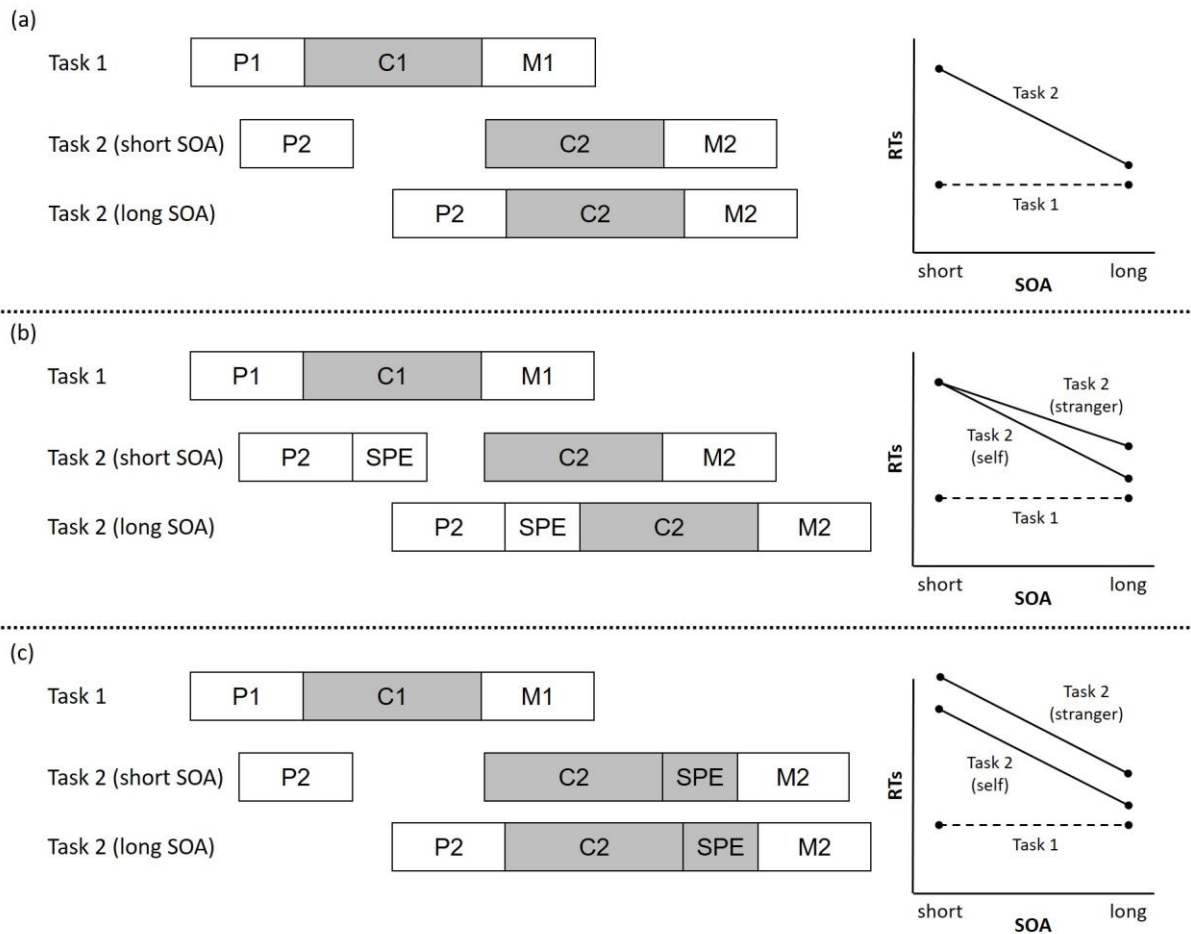 (a)
Task 1
P1 C1 M1
Task 2 (short SOA)
P2 C2 M2
Task 2 (long SOA)
P2 C2 M2
RTs
Task 2
Task 1
short long
SOA
(b)
Task 1
P1 C1 M1
Task 2 (short SOA)
P2 SPE C2 M2
Task 2 (long SOA)
P2 SPE C2 M2
RTs
Task 2
(stranger)
Task 2
(self)
Task 1
short long
SOA
(c)
Task 1
P1 C1 M1
Task 2 (short SOA)
P2 C2 SPE M2
Task 2 (long SOA)
P2 C2 SPE M2
RTs
Task 2
(stranger)
Task 2
(self)
Task 1
short long
SOA